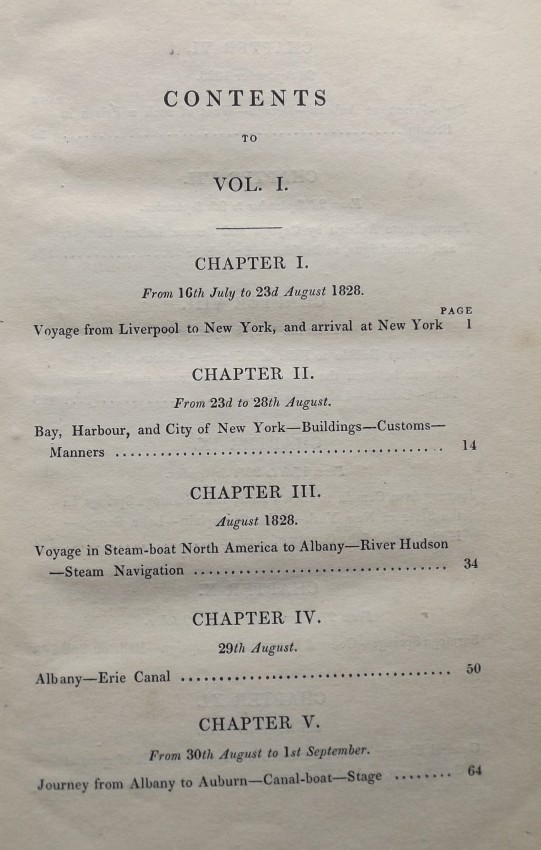 CONTENTS
TO
VOL. I.
CHAPTER I.
From 16th July to 23d August 1828.
PAGE
Voyage from Liverpool to New York, and arrival at New York 1
CHAPTER II.
From 23d to 28th August.
Bay, Harbour, and City of New York—Buildings—Customs—
Manners ............................................ 14
CHAPTER III.
August 1828.
Voyage in Steam-boat North America to Albany—River Hudson
—Steam Navigation .................................. 34
CHAPTER IV.
29th August.
Albany—Erie Canal .................................... 50
CHAPTER V.
From 30th August to 1st September.
Journey from Albany to Auburn—Canal-boat—Stage ........ 64